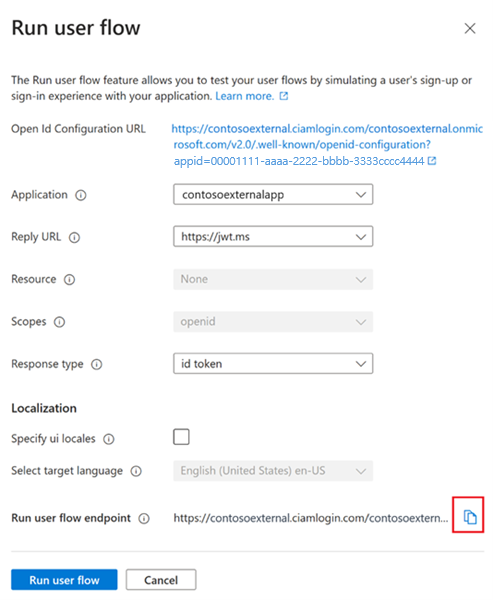 Run user flow
The Run user flow feature allows you to test your user flows by simulating a user's sign-up or
sign-in experience with your application. Learn more.
Open Id Configuration URL
https://contosoexternal.ciamlogin.com/contosoexternal.onmic
rosoft.com/v2.0/.well-known/openid-configuration?
appid=00001111-aaaa-2222-bbbb-3333cccc4444
Application
contosoexternalapp
Reply URL
https://jwt.ms
Resource
None
Scopes
openid
Response type
id token
Localization
Specify ui locales
Select target language
English (United States) en-US
Run user flow endpoint
https://contosoexternal.ciamlogin.com/contosoextern...
Run user flow
Cancel